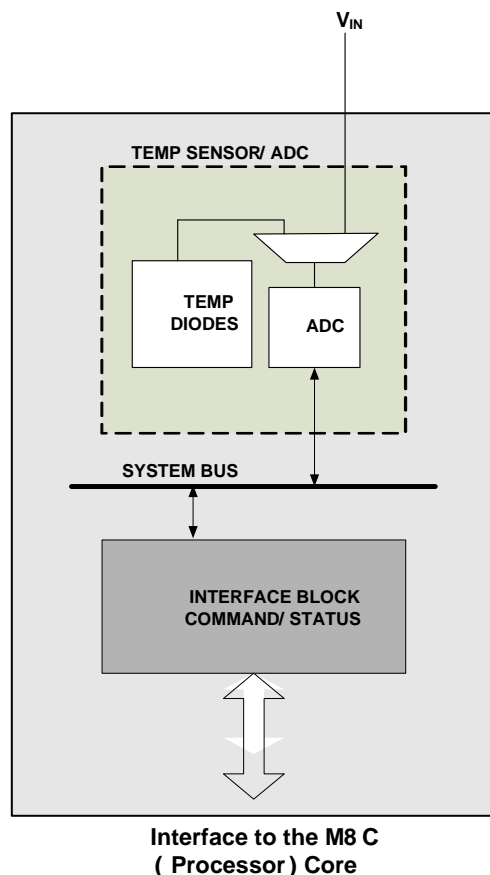 VIN
TEMP SENSOR/ ADC
TEMP
DIODES
ADC
SYSTEM BUS
INTERFACE BLOCK
COMMAND/ STATUS
Interface to the M8 C
( Processor ) Core